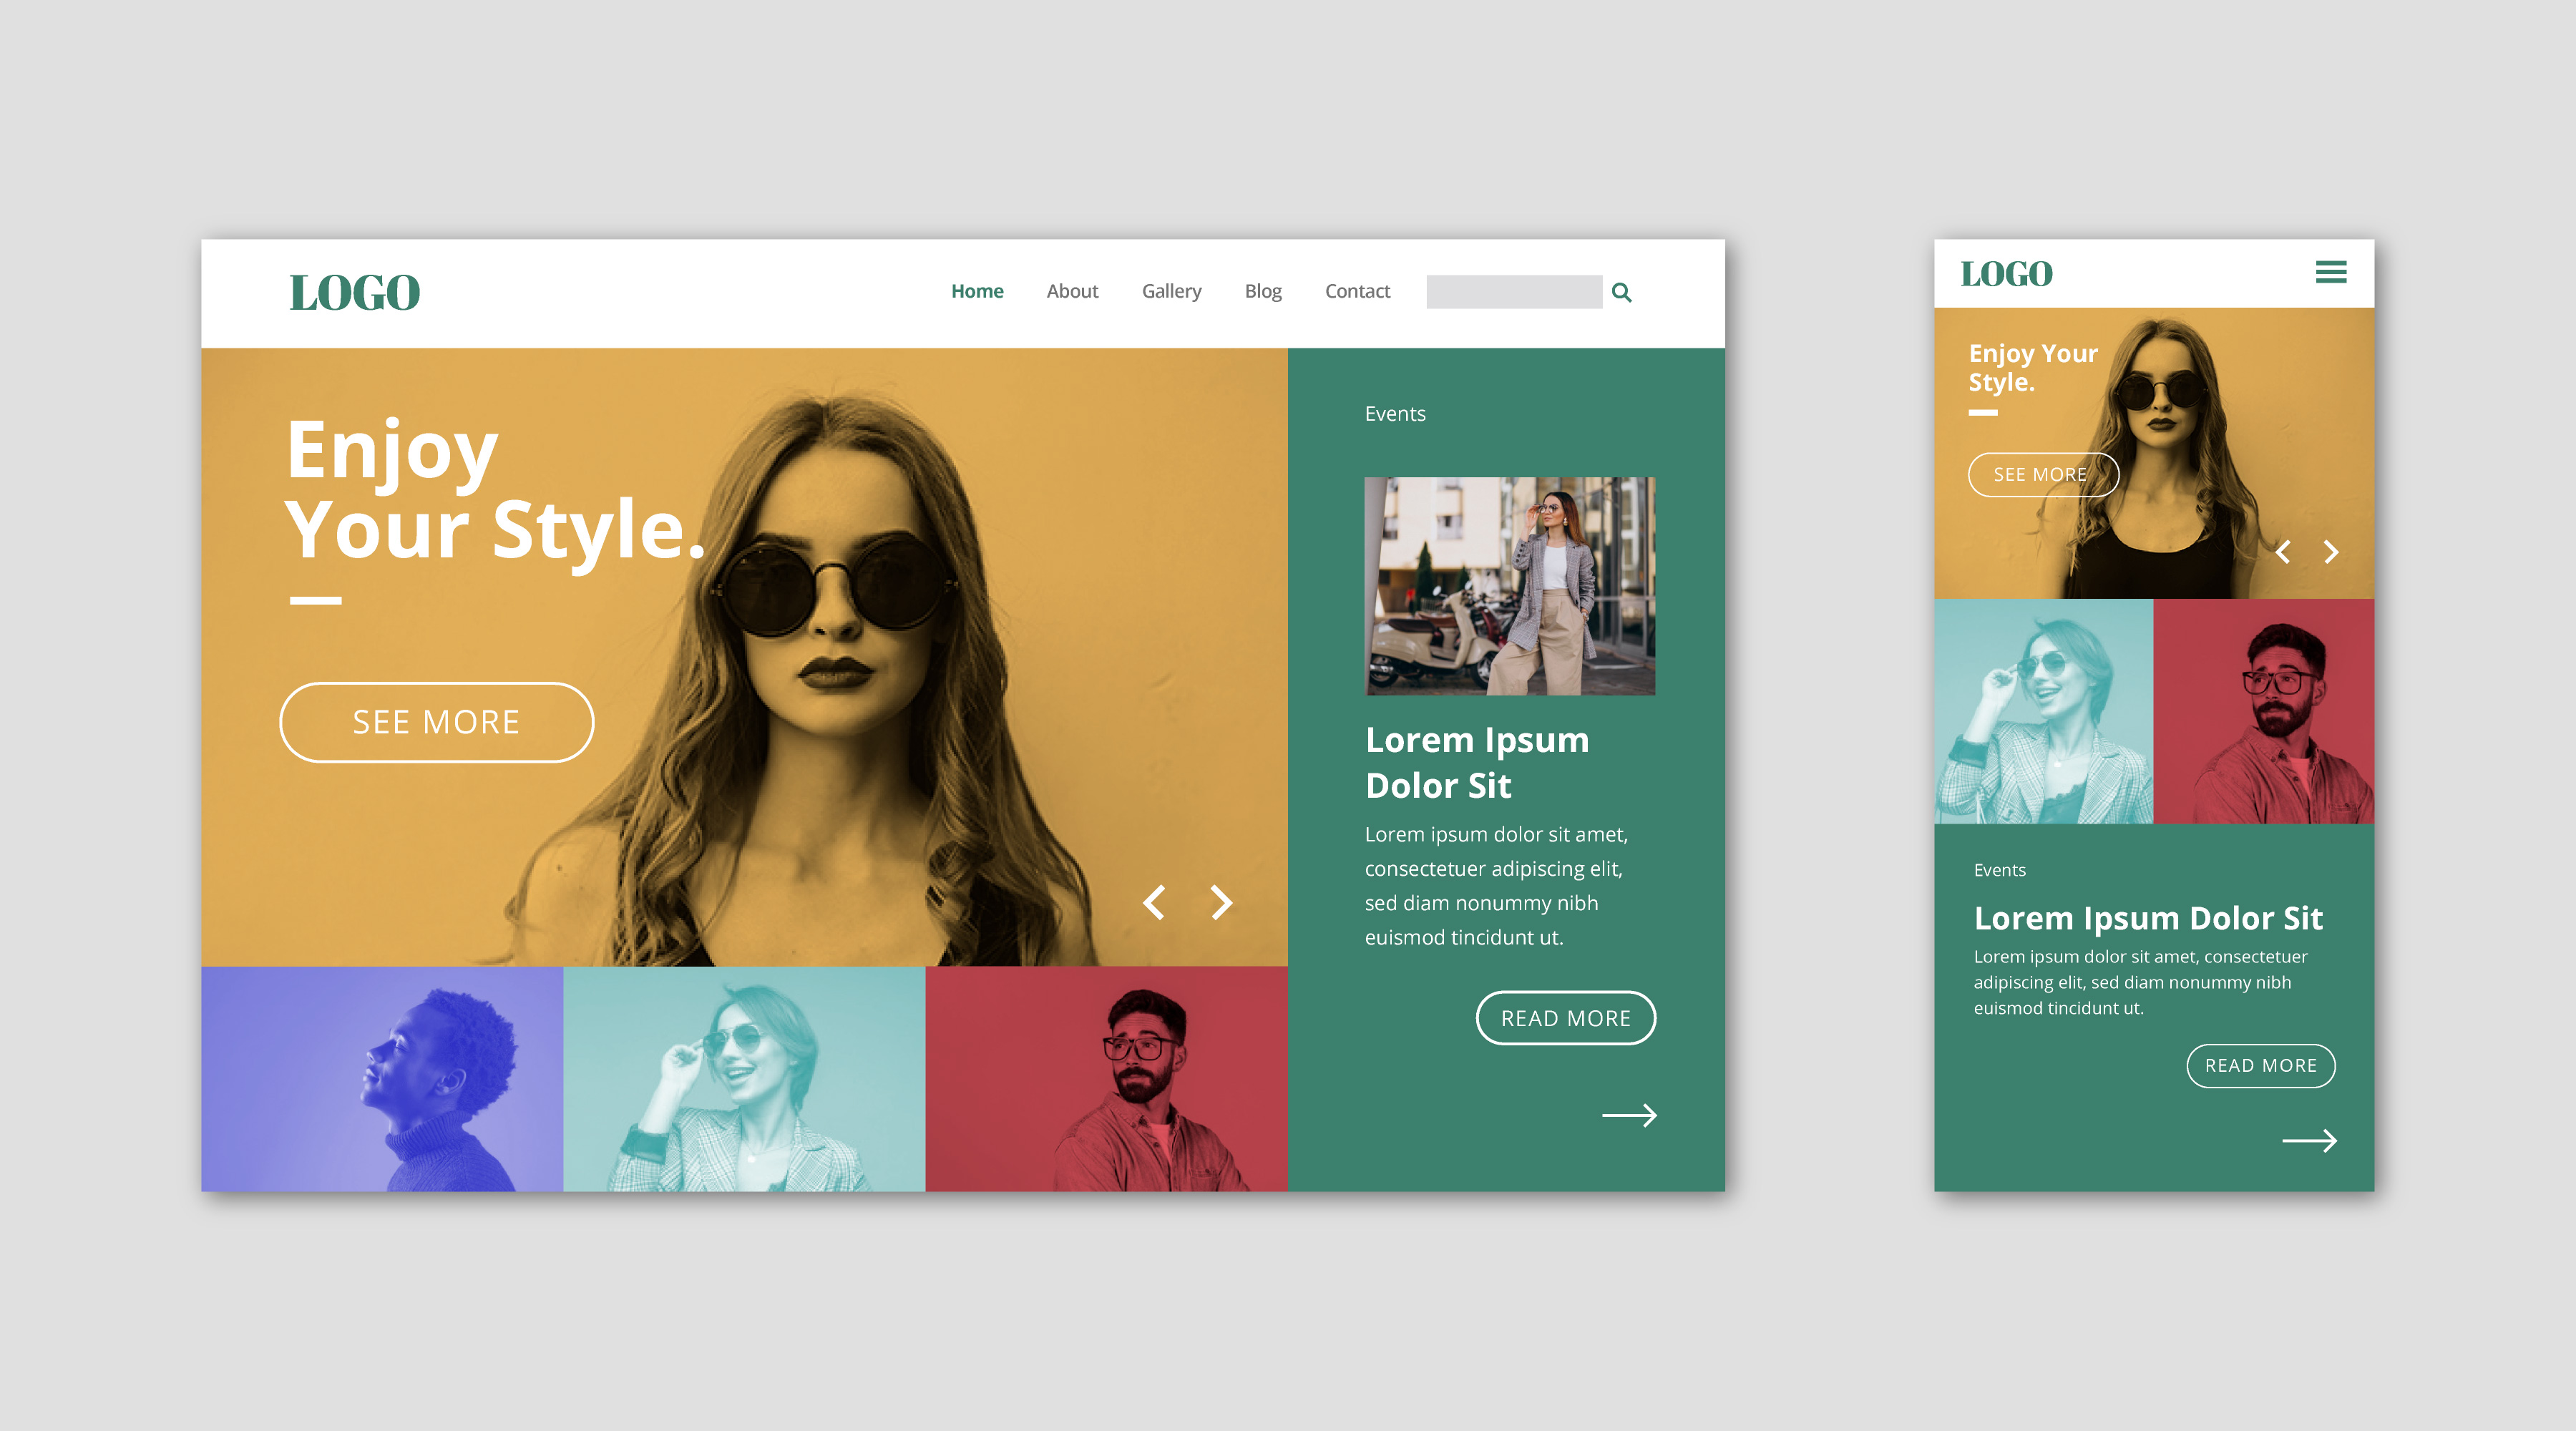 LOGO
Home About Gallery Blog Contact
Enjoy
Your Style.
SEE MORE
Events
Lorem Ipsum
Dolor Sit
Lorem ipsum dolor sit amet,
consectetuer adipiscing elit,
sed diam nonummy nibh
euismod tincidunt ut.
READ MORE
LOGO
Enjoy Your
Style.
SEE MORE
Events
Lorem Ipsum Dolor Sit
Lorem ipsum dolor sit amet, consectetuer
adipiscing elit, sed diam nonummy nibh
euismod tincidunt ut.
READ MORE